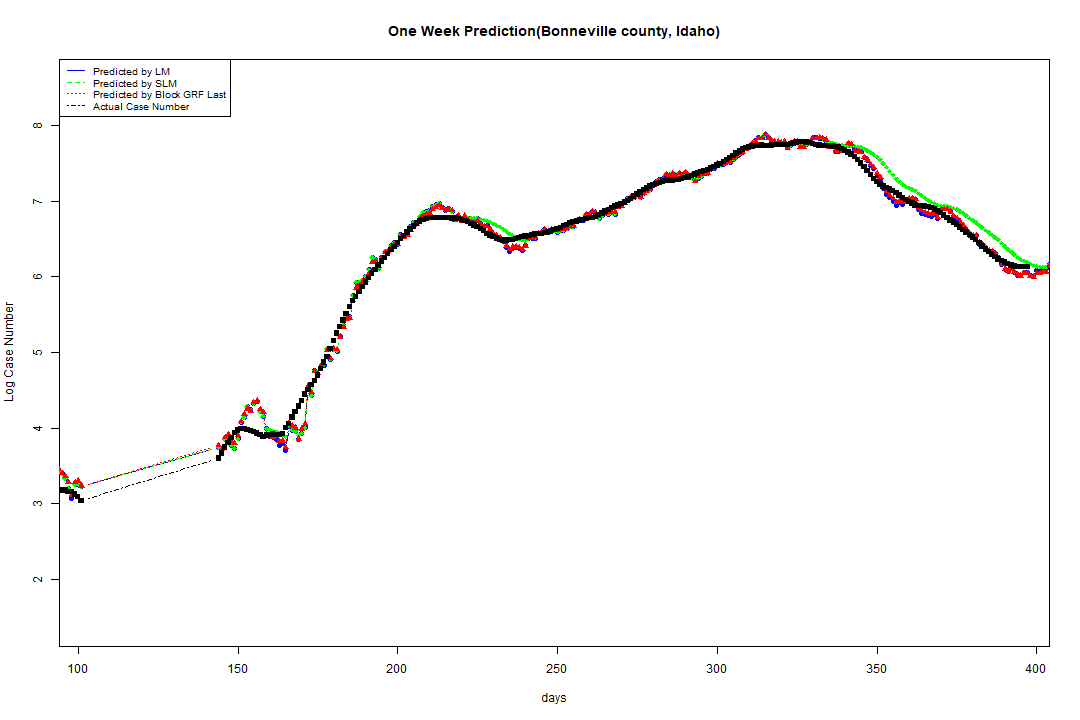 One Week Prediction(Bonneville county, Idaho)
Predicted by LM
Predicted by SLM
Predicted by Block GRF Last
Actual Case Number
Log Case Number
8
7
6
5
4
3
2
100 150 200 250 300 350 400
days